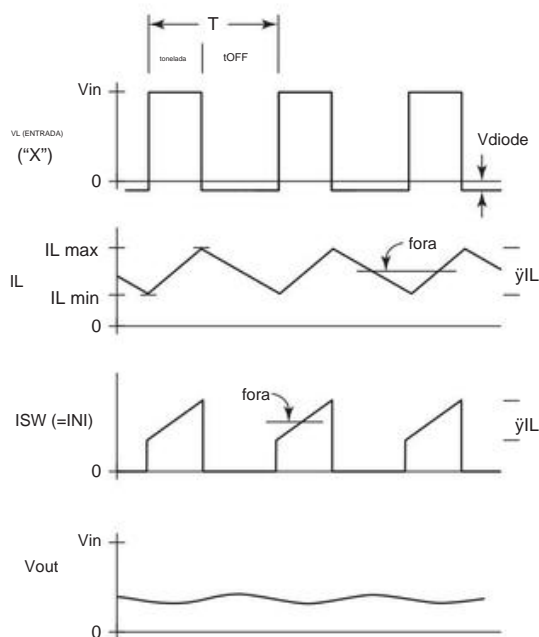 T
tonelada
tOFF
Vin
VL (ENTRADA)
("X")
Vdiode
0
IL max
fora
IL
ÿIL
IL min
0
fora
ISW (=INI)
ÿIL
0
Vin
Vout
0